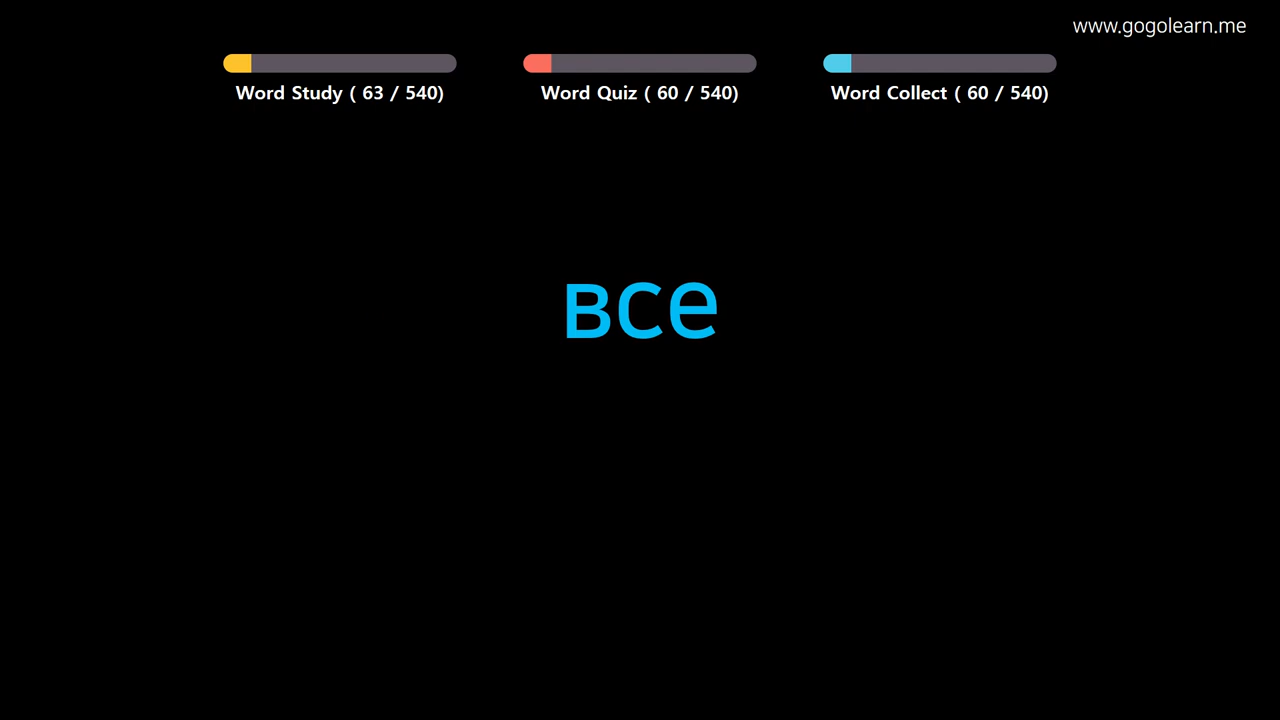 www.gogolearn.me
Word Study ( 63 / 540)
Word Quiz ( 60 / 540)
Word Collect ( 60 / 540)
все